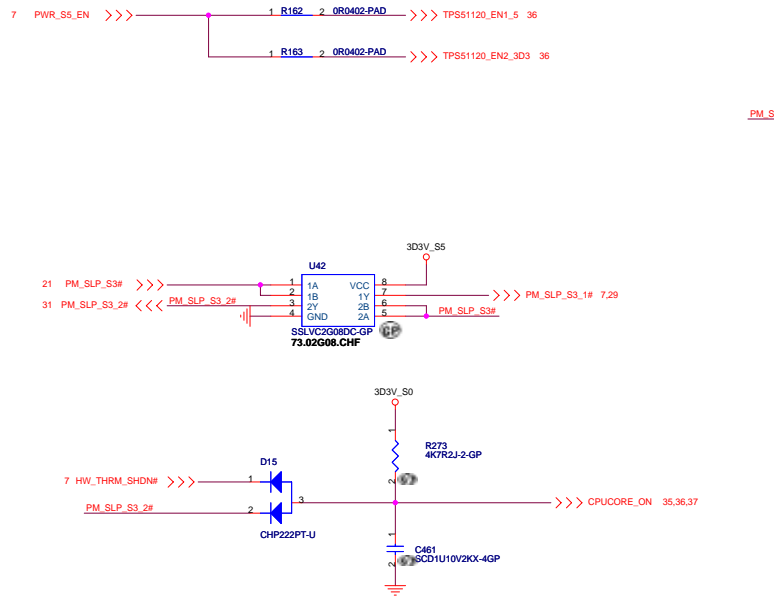 7 PWR_S5_EN 1 R162 2 0R0402-PAD TPS51120_EN1_5 36
1 R163 2 0R0402-PAD TPS51120_EN2_3D3 36
PM_S
3D3V_S5
U42
21 PM_SLP_S3# 1 1A VCC 8
2 1B 1Y 7 PM_SLP_S3_1# 7,29
31 PM_SLP_S3_2# PM_SLP_S3_2# 3 2Y 2B 6
4 GND 2A 5 PM_SLP_S3#
SSLVC2G08DC-GP GP
73.02G08.CHF
3D3V_S0
1
R273
4K7R2J-2-GP
D15
2
7 HW_THRM_SHDN# 1
3 CPUCORE_ON 35,36,37
PM_SLP_S3_2# 2
CHP222PT-U
1
C461
SCD1U10V2KX-4GP
2